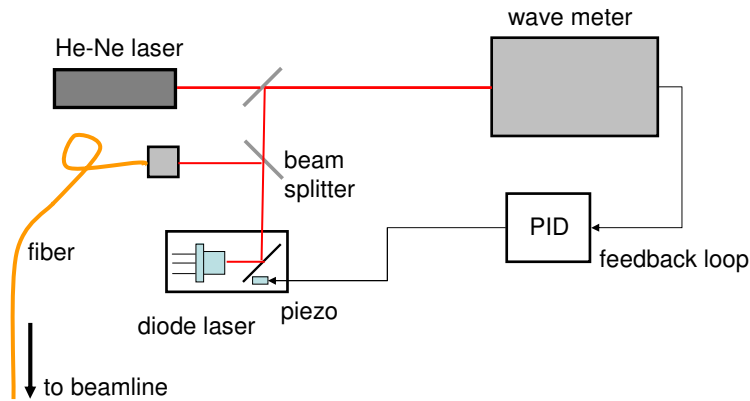 wave meter
He-Ne laser
beam
splitter
PID
fiber
feedback loop
piezo
diode laser
to beamline